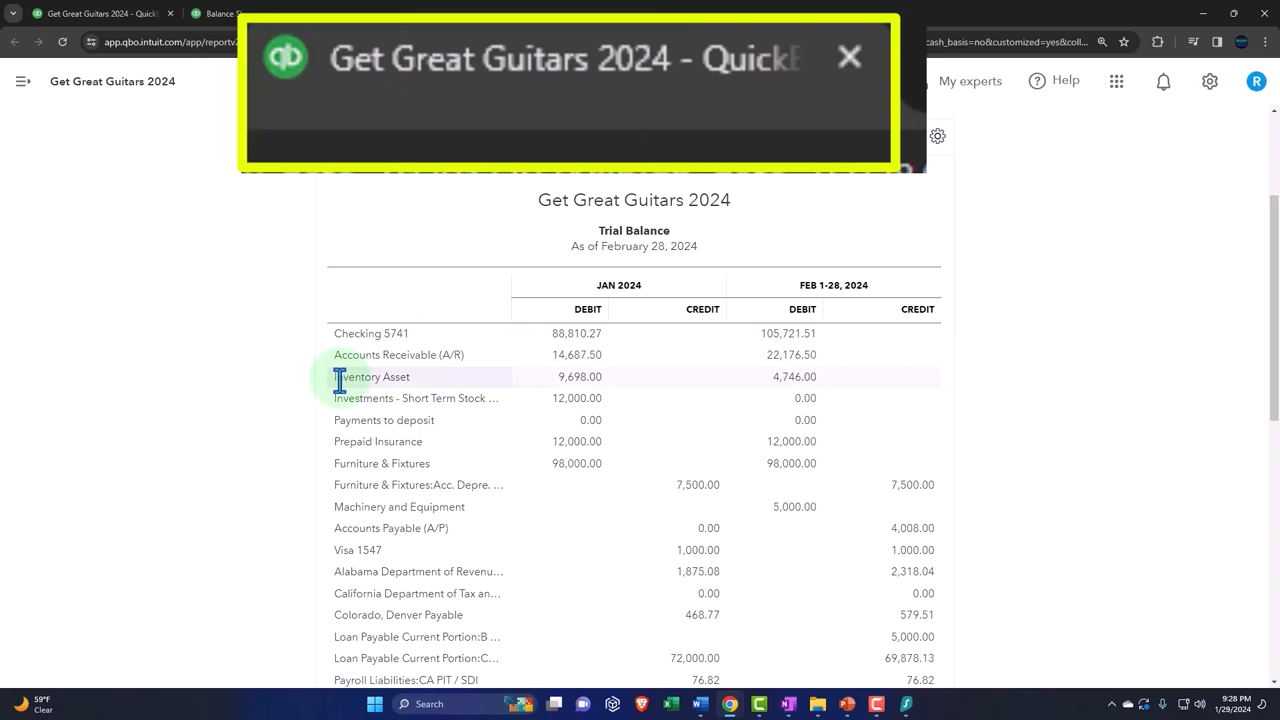 Get Great Guitars 2024 - Quick
Get Great Guitars 2024 -
Balance S
app.qbo.intuit.com/app/reportv
cash_basis=no&customized=yes&coll...
Get Great Guitars 2024
My experts
Help
R
Get Great Guitars 2024
Trial Balance
As of February 28, 2024
JAN 2024 FEB 1-28, 2024
DEBIT CREDIT DEBIT CREDIT
Checking 5741 88,810.27 105,721.51
Accounts Receivable (A/R) 14,687.50 22,176.50
Inventory Asset 9,698.00 4,746.00
Investments - Short Term Stock ... 12,000.00 0.00
Payments to deposit 0.00 0.00
Prepaid Insurance 12,000.00 12,000.00
Furniture & Fixtures 98,000.00 98,000.00
Furniture & Fixtures:Acc. Depre. ... 7,500.00 7,500.00
Machinery and Equipment 5,000.00
Accounts Payable (A/P) 0.00 4,008.00
Visa 1547 1,000.00 1,000.00
Alabama Department of Revenu... 1,875.08 2,318.04
California Department of Tax an... 0.00 0.00
Colorado, Denver Payable 468.77 579.51
Loan Payable Current Portion:B ... 5,000.00
Loan Payable Current Portion:C... 72,000.00 69,878.13
Payroll Liabilities:CA PIT / SDI 76.82 76.82
59°F
Clear
Search
9:28 PM
1/29/2024